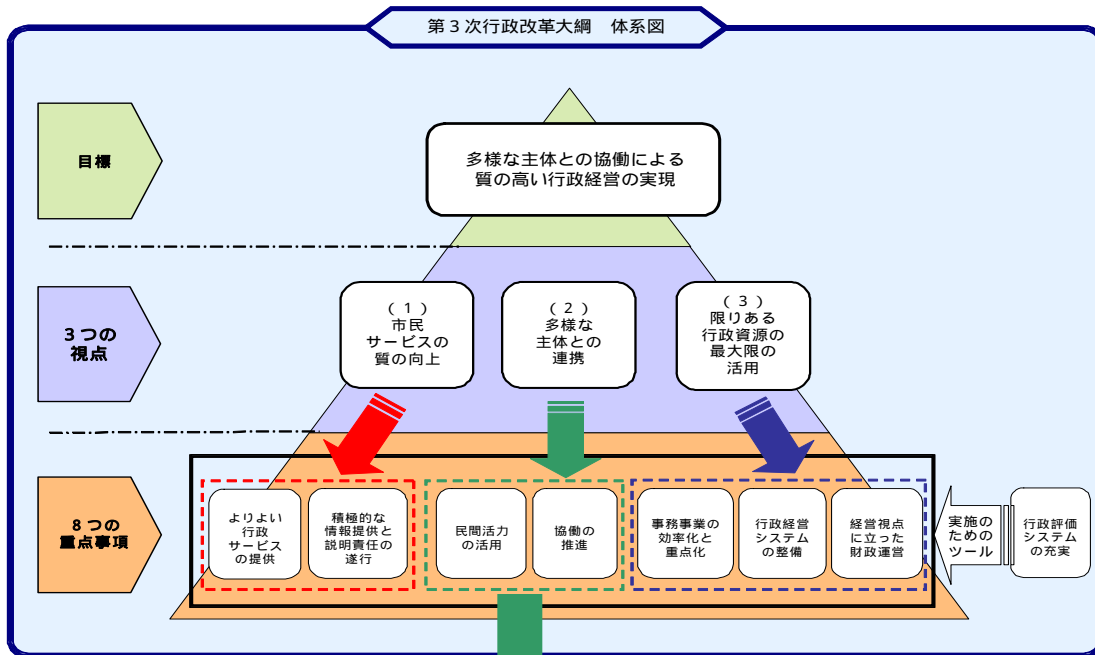 第３次行政改革大綱　体系図
目標
多様な主体との協働による
質の高い行政経営の実現
３つの
視点
（１）
市民
サービスの
質の向上
（２）
多様な
主体との
連携
（３）
限りある
行政資源の
最大限の
活用
８つの
重点事項
よりよい
行政
サービス
の提供
積極的な
情報提供と
説明責任の
遂行
民間活力
の活用
協働の
推進
事務事業の
効率化と
重点化
行政経営
システム
の整備
経営視点
に立った
財政運営
実施の
ための
ツール
行政評価
システム
の充実